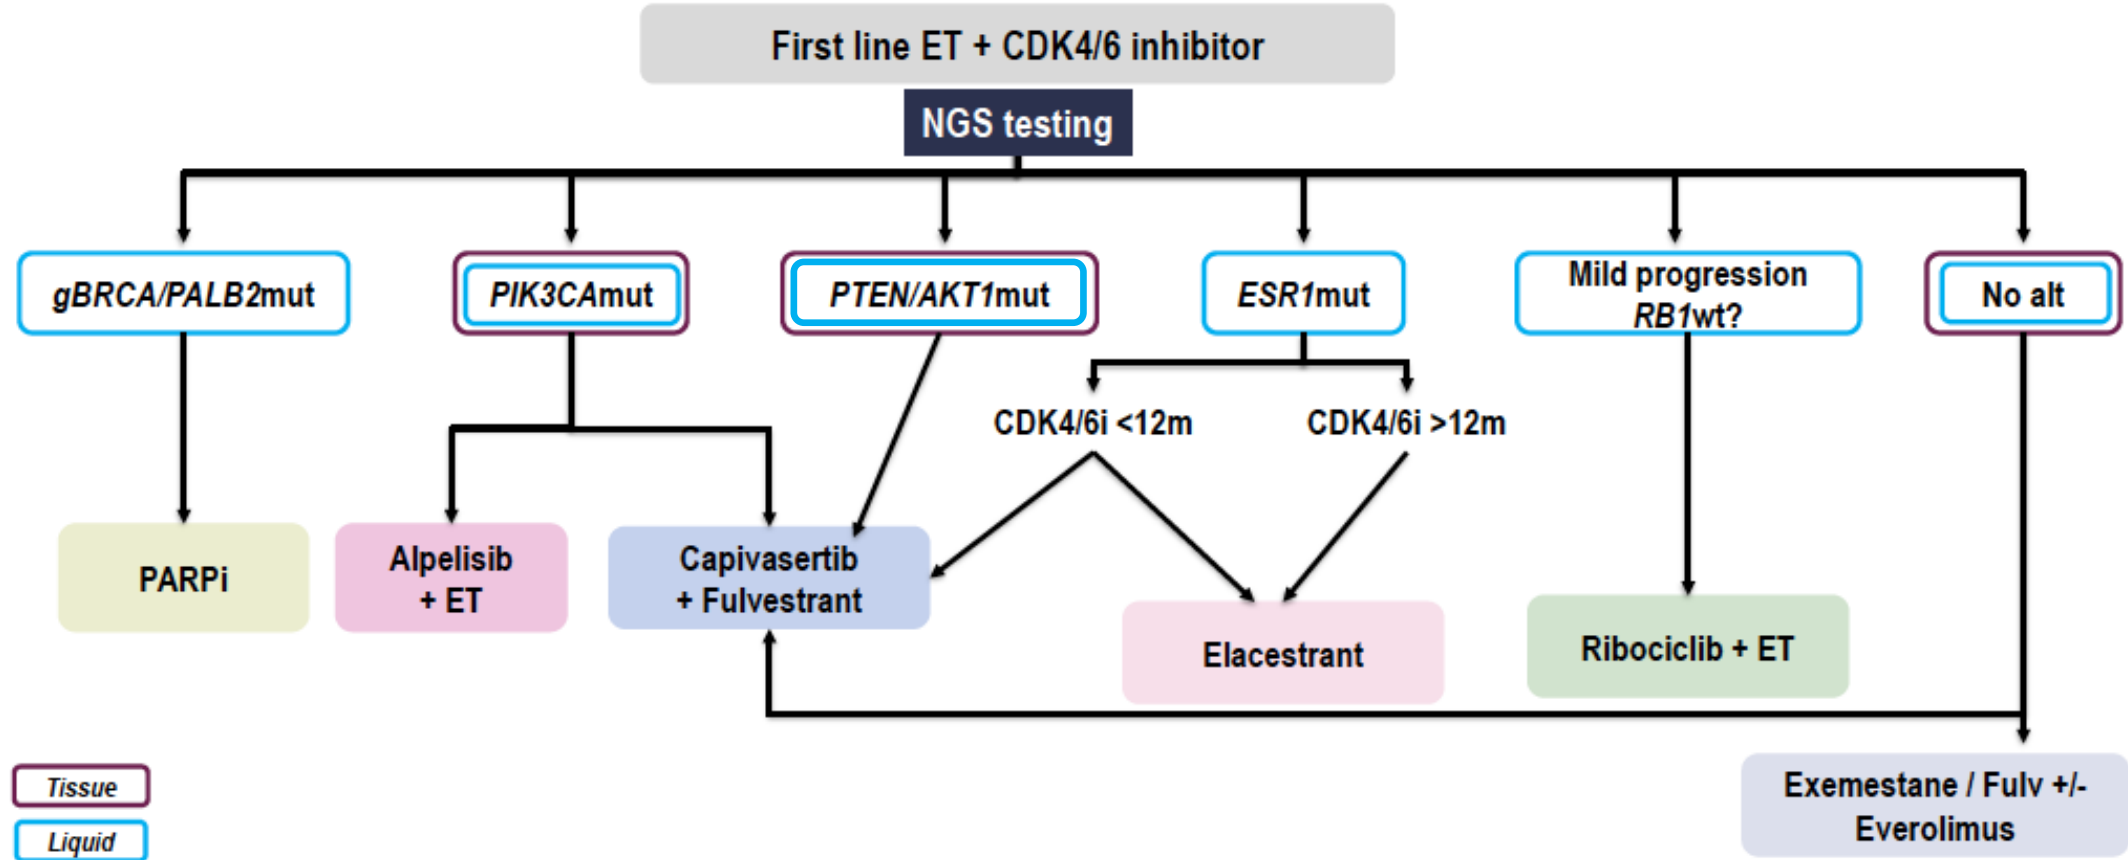 First line ET + CDK4/6 inhibitor
NGS testing
gBRCA/PALB2mut
PIK3CAmut
PTEN/AKT1mut
ESR1mut
Mild progression
RB1wt?
No alt
CDK4/6i <12m
CDK4/6i >12m
PARPi
Alpelisib
+ ET
Capivasertib
+ Fulvestrant
Elacestrant
Ribociclib + ET
Exemestane / Fulv +/-
Everolimus
Tissue
Liquid